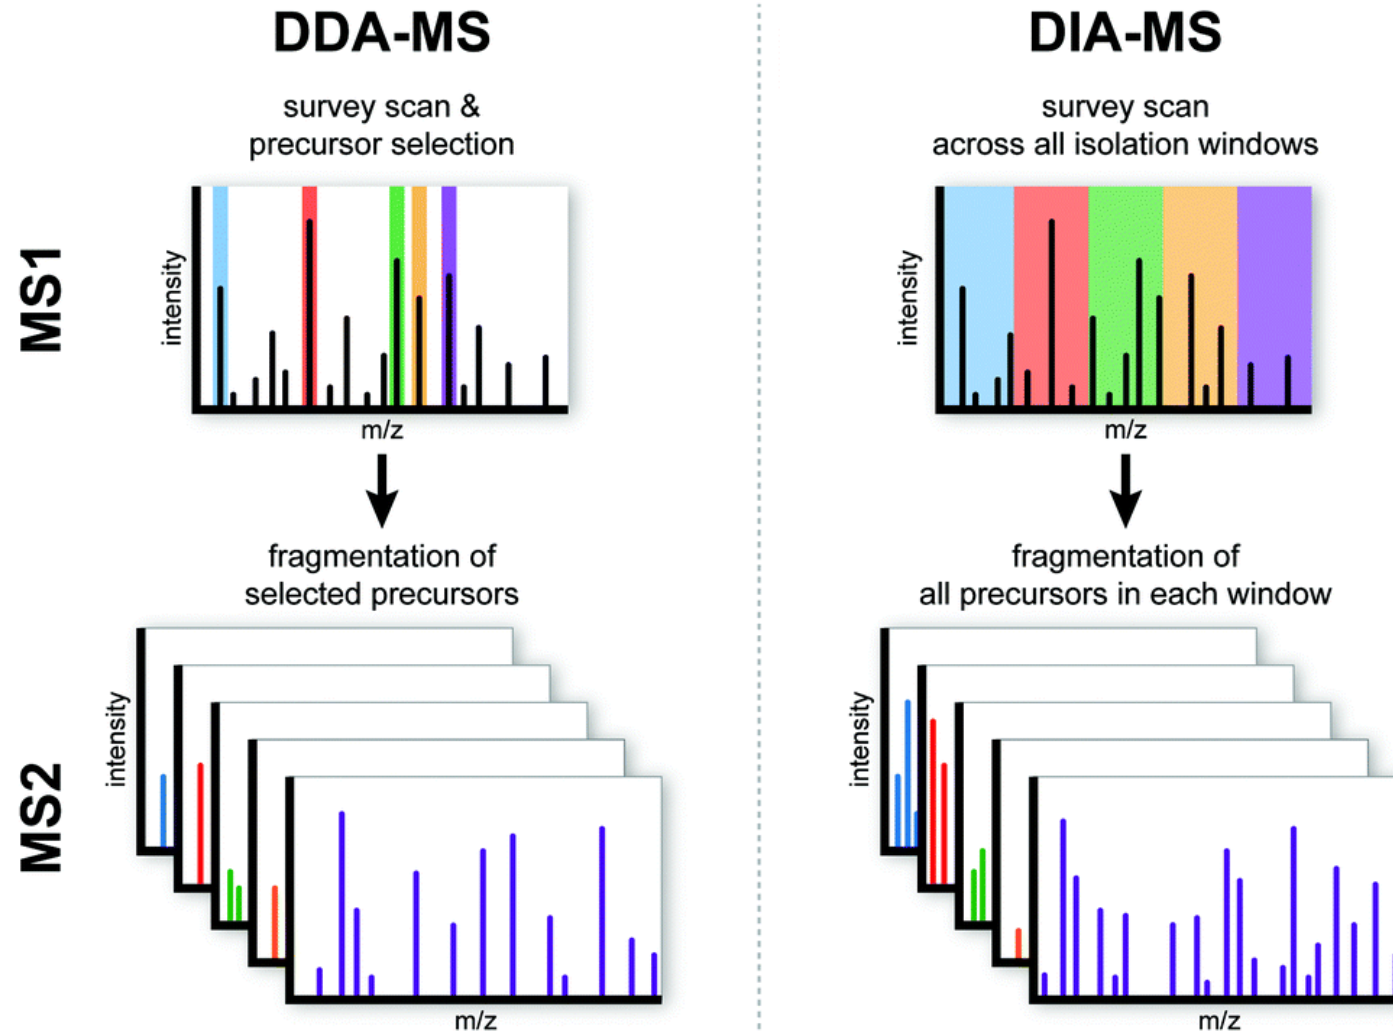 DDA-MS
survey scan &
precursor selection
MS1
intensity
m/z
fragmentation of
selected precursors
MS2
intensity
m/z
DIA-MS
survey scan
across all isolation windows
intensity
m/z
fragmentation of
all precursors in each window
intensity
m/z